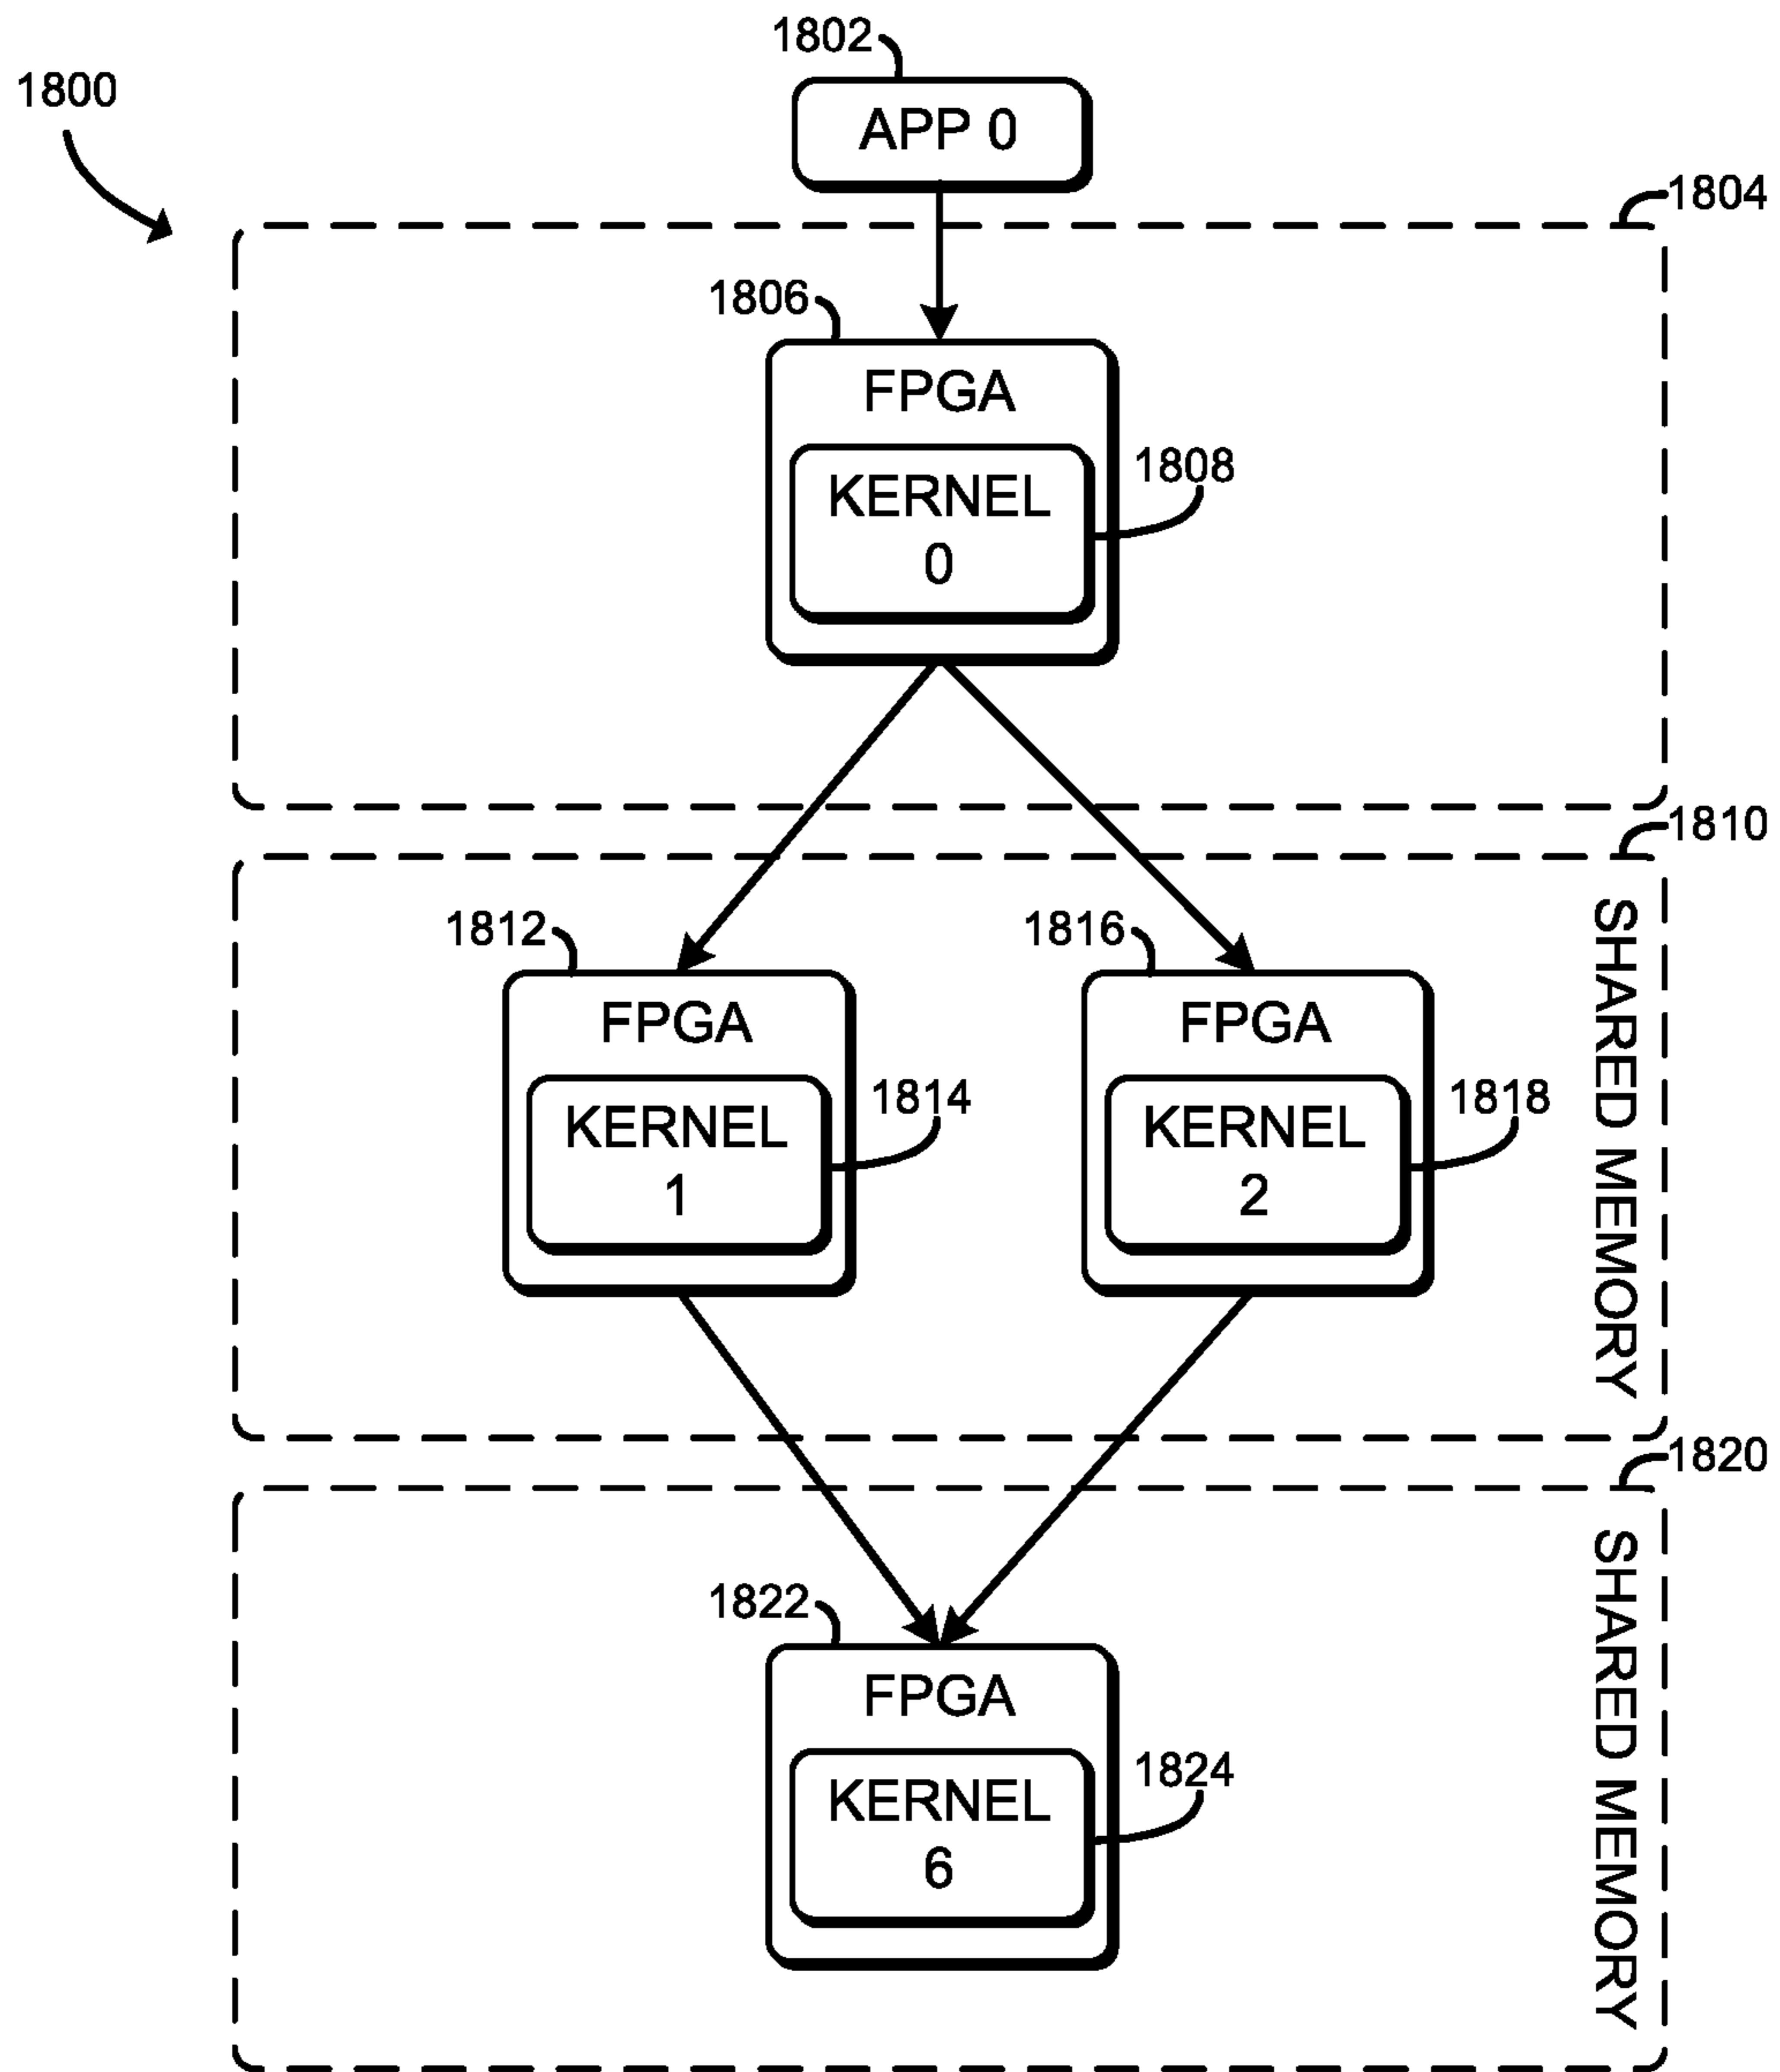 1802
1800
APP 0
1804
1806
FPGA
1808
KERNEL
0
1810
SHARED MEMORY
1812
1816
FPGA
FPGA
1814
1818
KERNEL
1
KERNEL
2
1820
SHARED MEMORY
1822
FPGA
1824
KERNEL
6